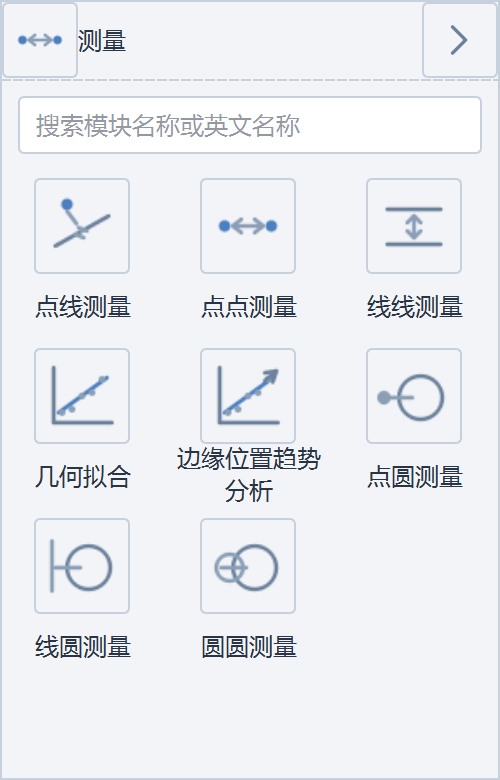 测量
搜索模块名称或英文名称
点线测量
点点测量
线线测量
几何拟合
边缘位置趋势
分析
点圆测量
线圆测量
圆圆测量